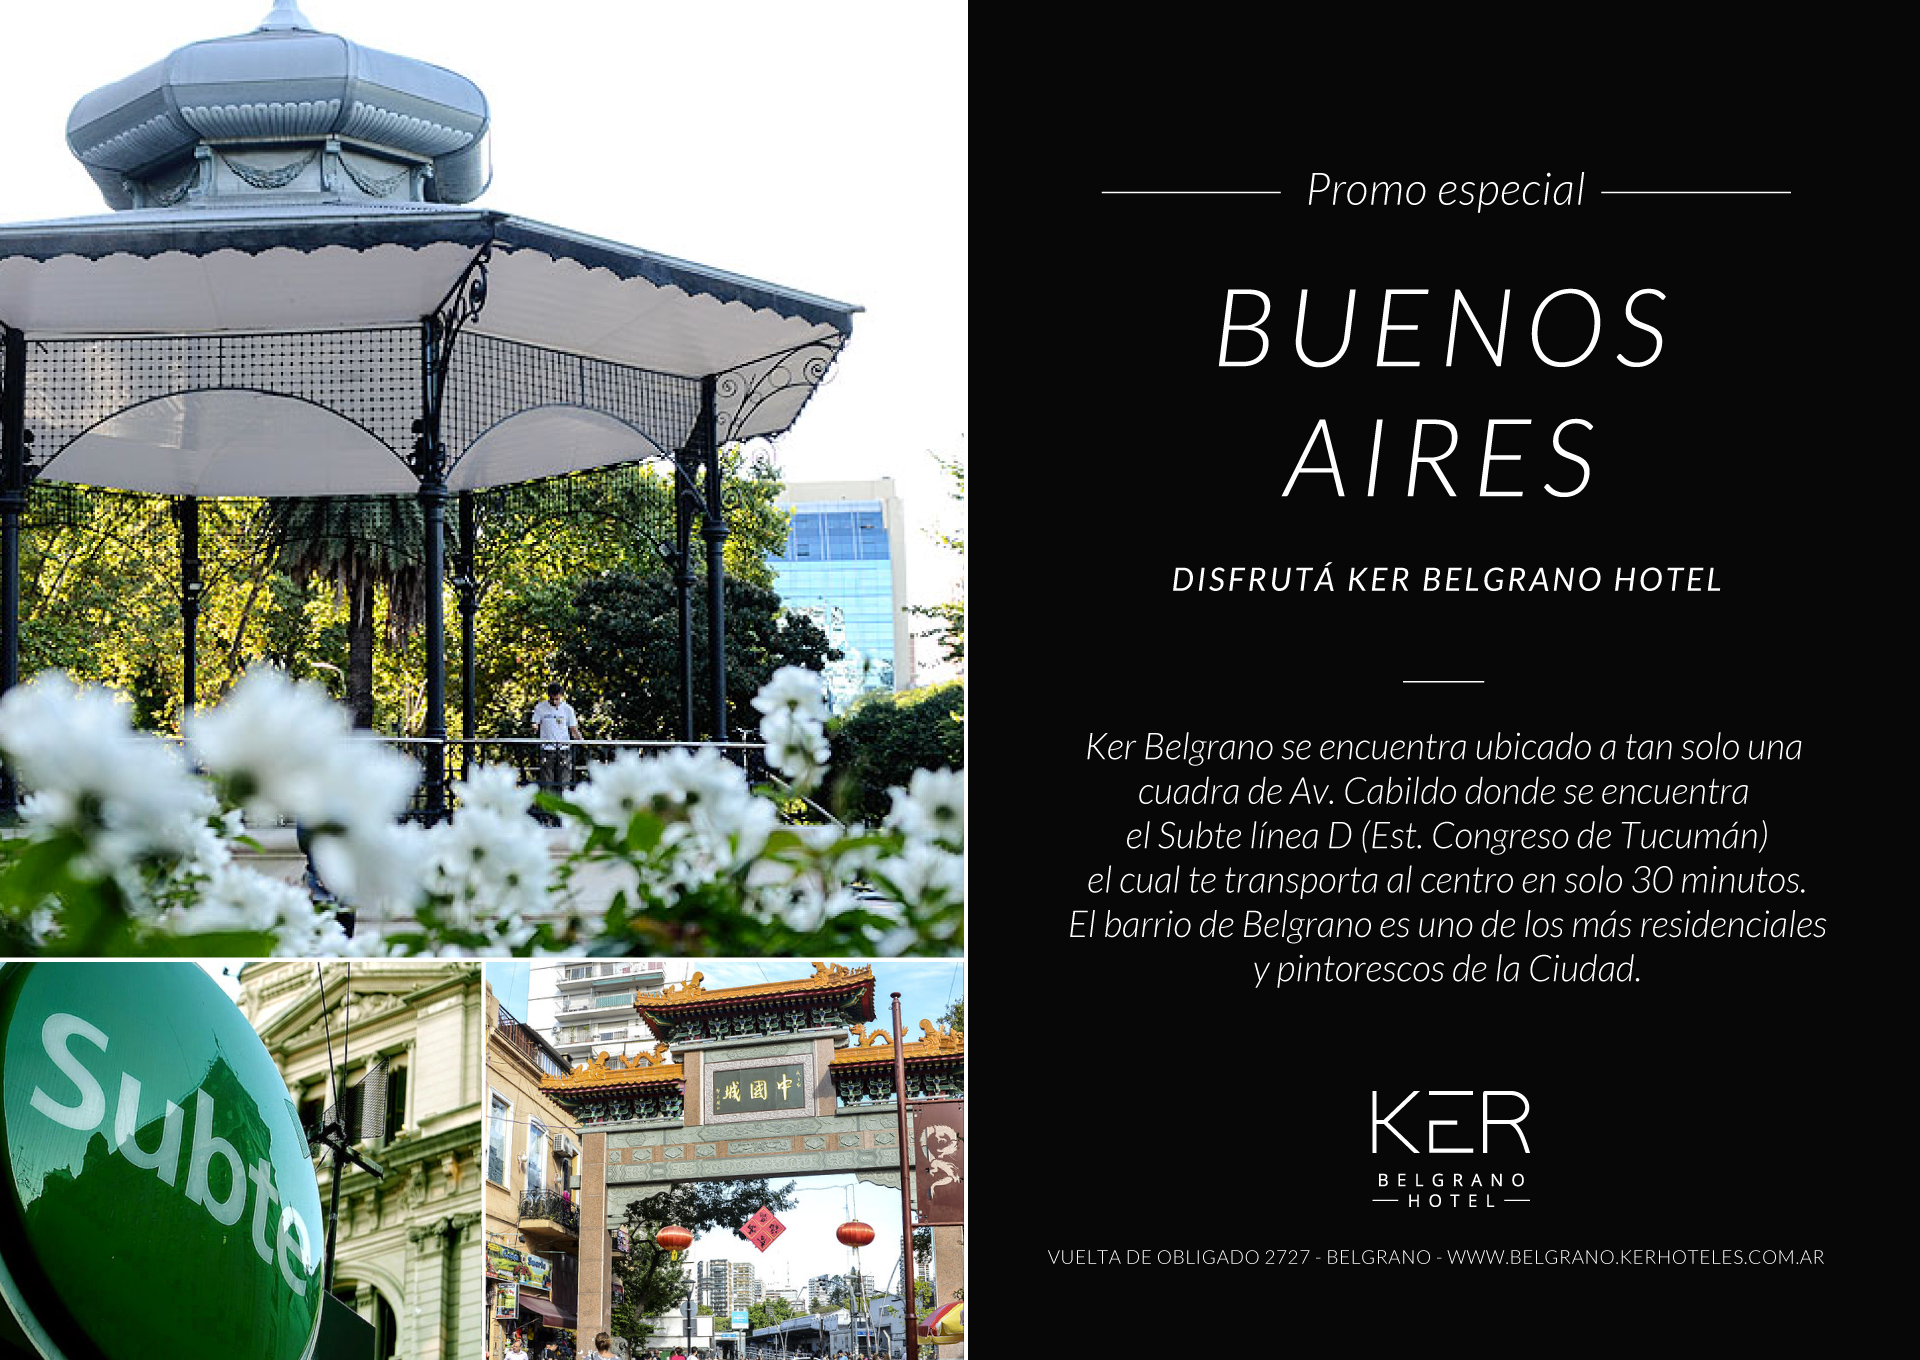 Promo especial
BUENOS
AIRES
DISFRUTÁ KER BELGRANO HOTEL
Ker Belgrano se encuentra ubicado a tan solo una
cuadra de Av. Cabildo donde se encuentra
el Subte línea D (Est. Congreso de Tucumán)
el cual te transporta al centro en solo 30 minutos.
El barrio de Belgrano es uno de los más residenciales
y pintorescos de la Ciudad.
KER
BELGRANO
HOTEL
VUELTA DE OBLIGADO 2727 - BELGRANO - WWW.BELGRANO.KERHOTELES.COM.AR
Subte
城國中